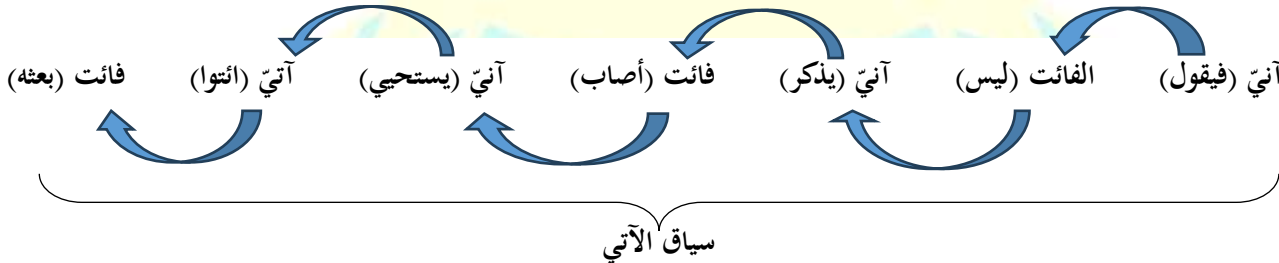 آنيّ (فيقول) الفائت (ليس) آنيّ (يذكر) فائت (أصاب) آنيّ (يستحيي) آتيّ (ائتوا) فائت (بعثه)
سياق الآتي